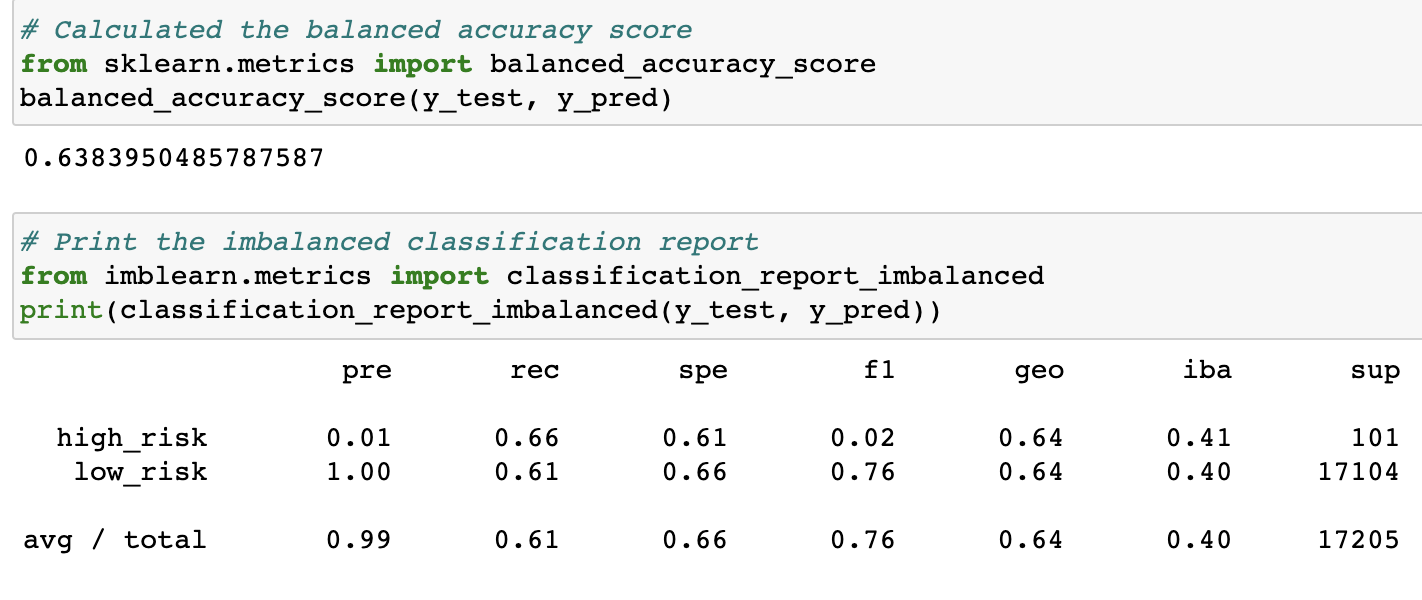 # Calculated the balanced accuracy score
from sklearn.metrics import balanced_accuracy_score
balanced_accuracy_score(y_test, y_pred)
0.6383950485787587
# Print the imbalanced classification report
from imblearn.metrics import classification_report_imbalanced
print(classification_report_imbalanced(y_test, y_pred))
pre rec spe f1 geo iba sup
high_risk 0.01 0.66 0.61 0.02 0.64 0.41 101
low_risk 1.00 0.61 0.66 0.76 0.64 0.40 17104
avg / total 0.99 0.61 0.66 0.76 0.64 0.40 17205